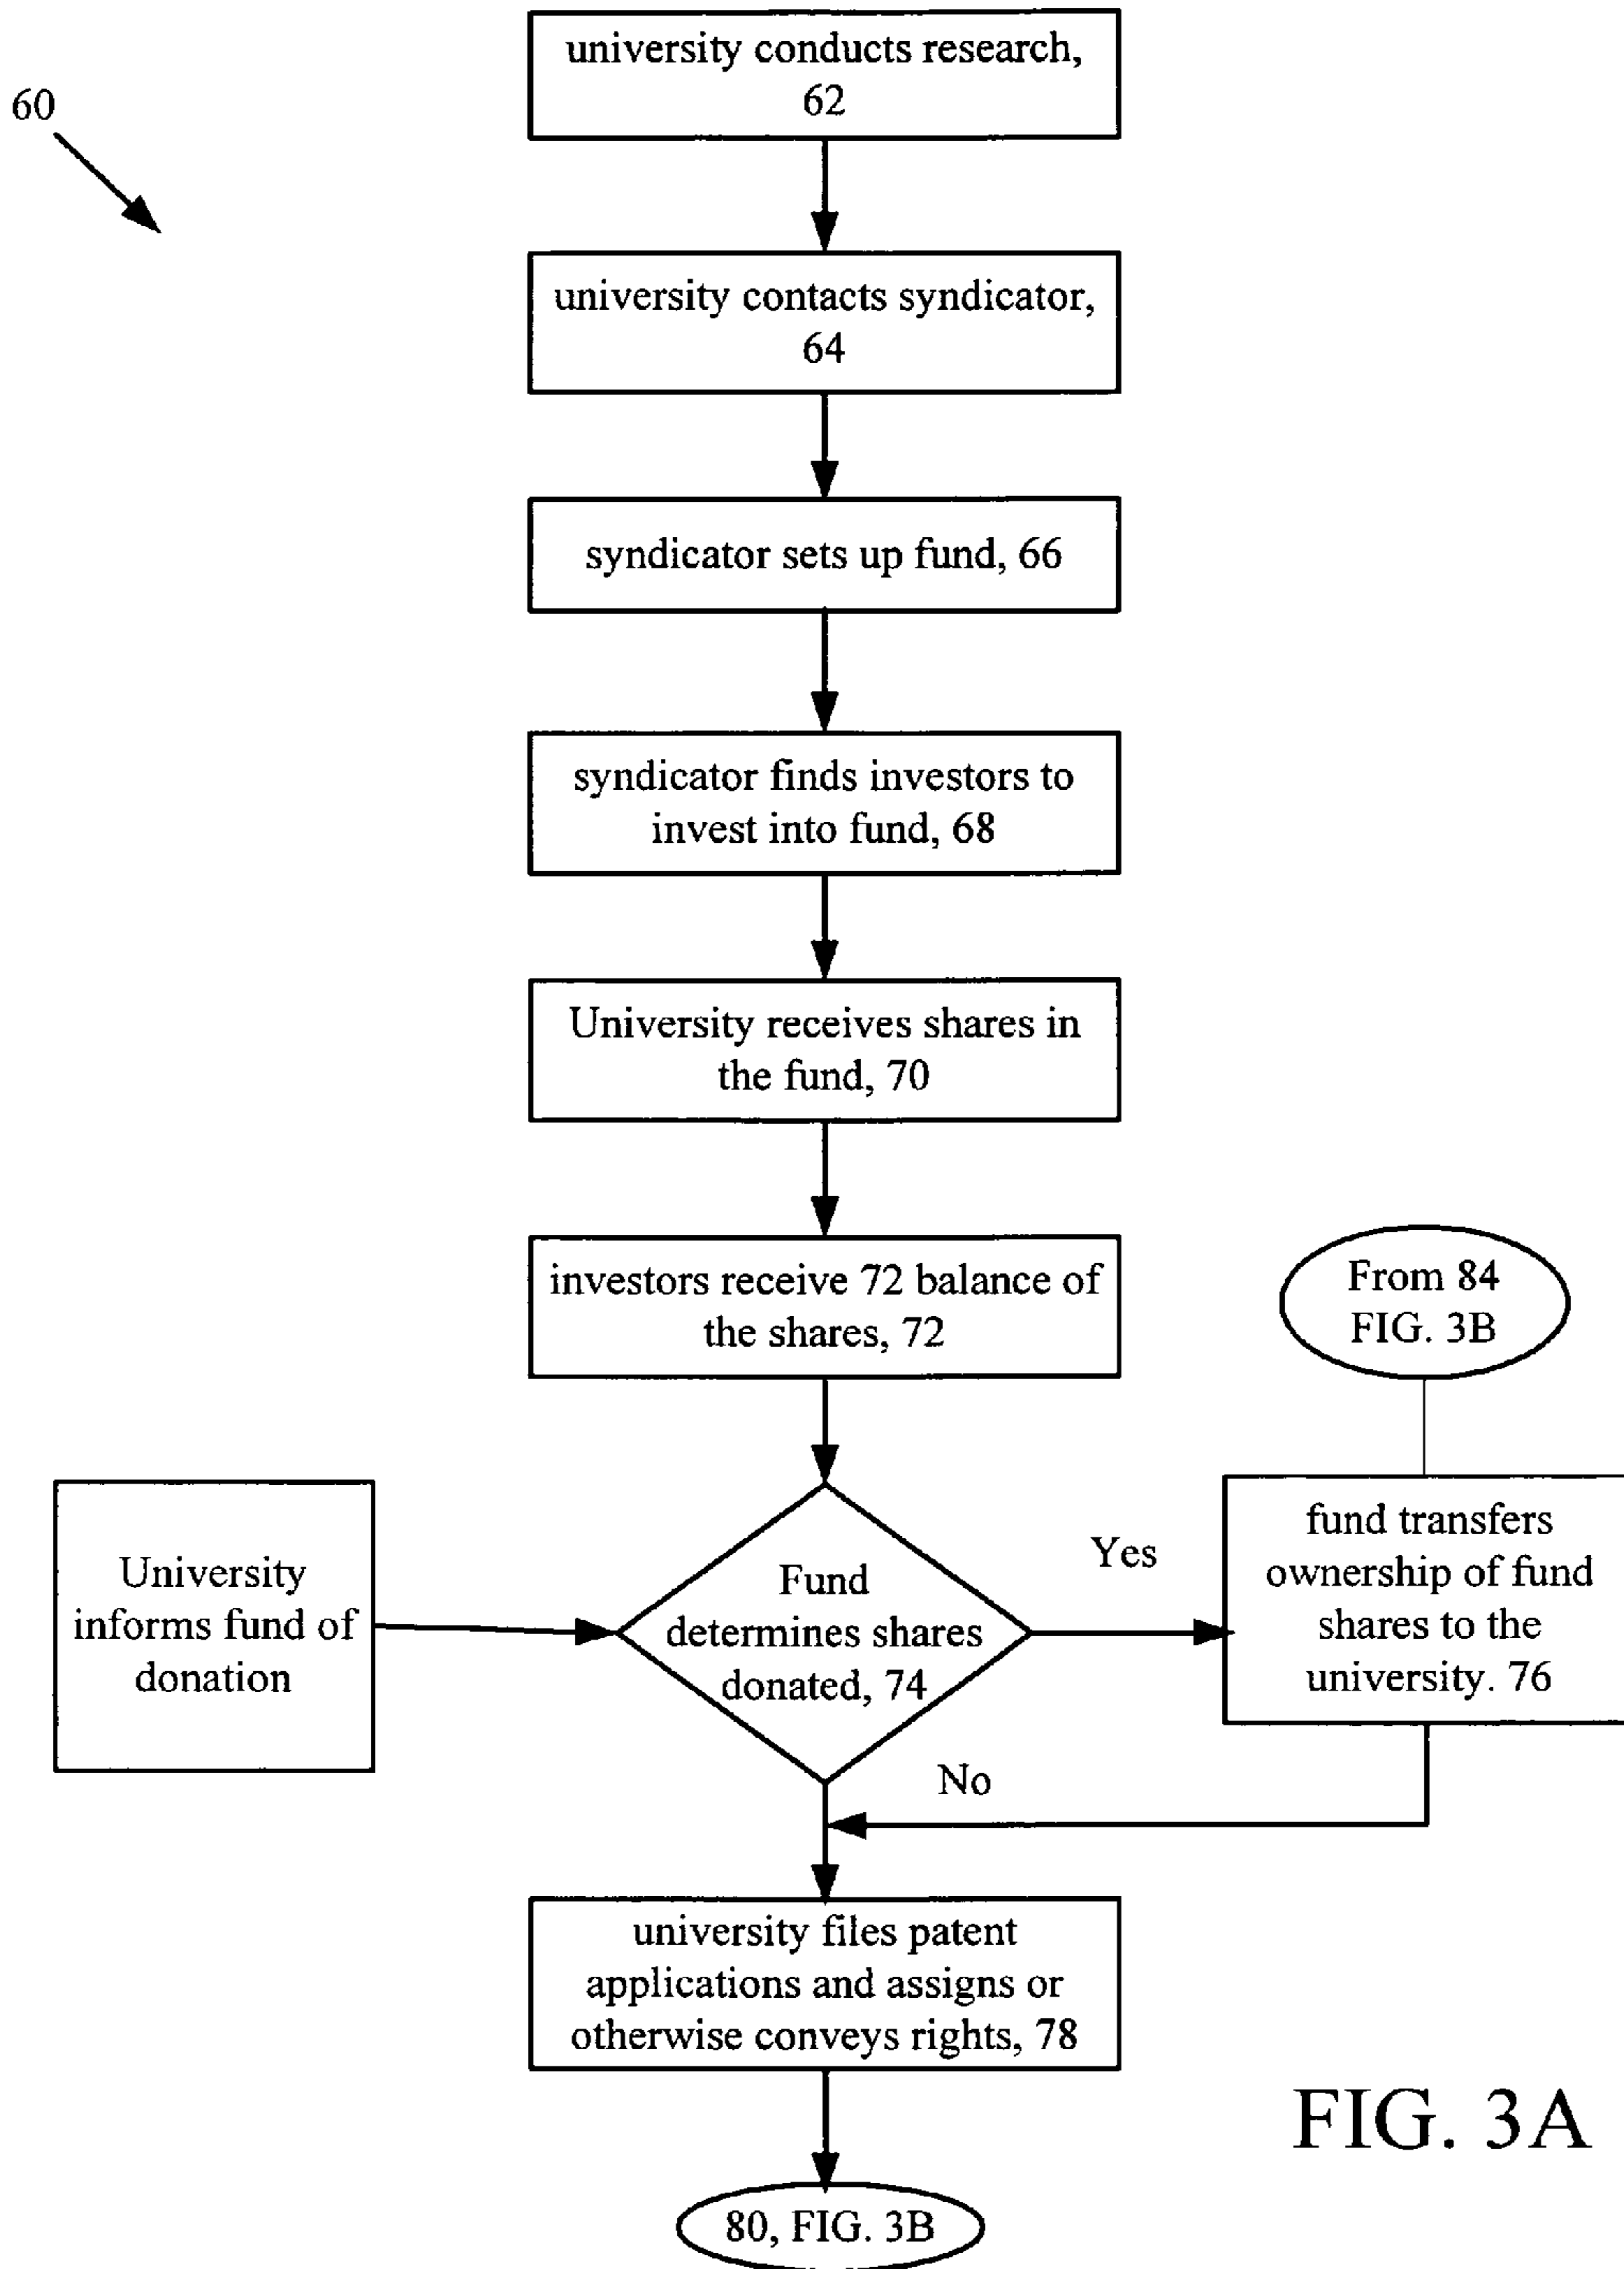 university conducts research,
62
60
university contacts syndicator,
64
syndicator sets up fund, 66
syndicator finds investors to
invest into fund, 68
University receives shares in
the fund, 70
investors receive 72 balance of
the shares, 72
From 84
FIG. 3B
University
informs fund of
donation
Fund
determines shares
donated, 74
Yes
fund transfers
ownership of fund
shares to the
university. 76
No
university files patent
applications and assigns or
otherwise conveys rights, 78
FIG. 3A
80, FIG. 3B